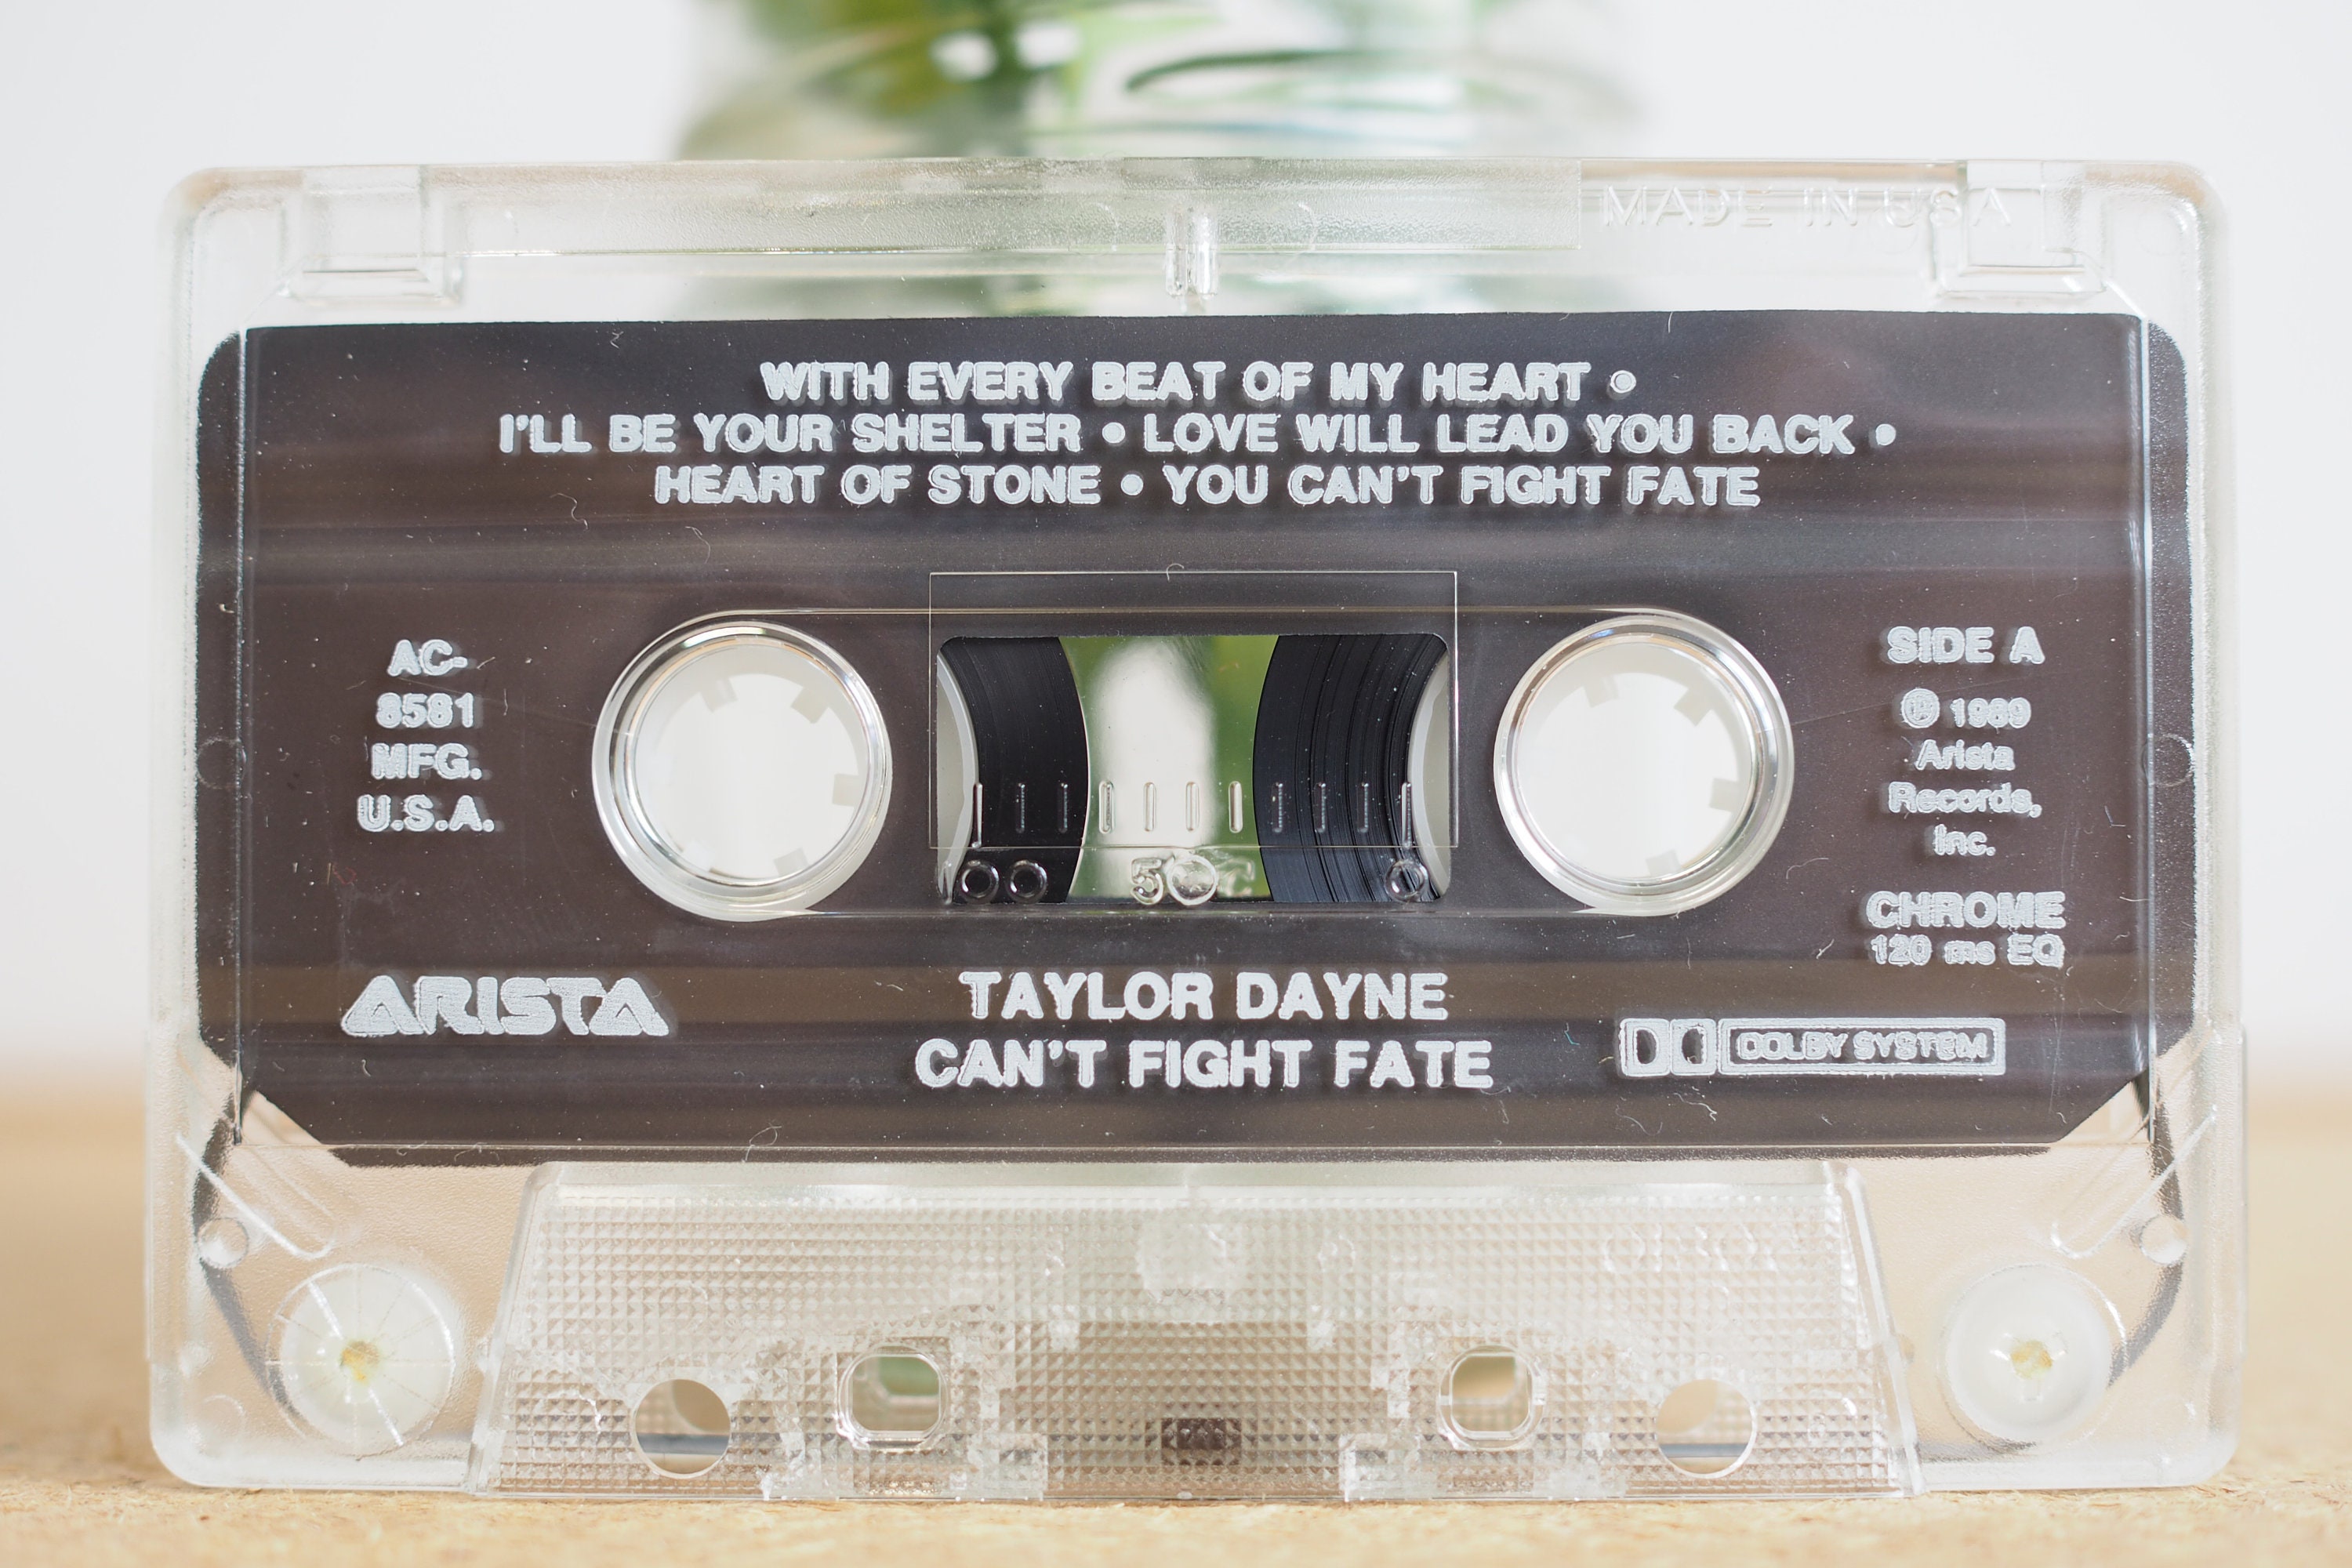 MADE IN USA
WITH EVERY BEAT OF MY HEART •
I'LL BE YOUR SHELTER • LOVE WILL LEAD YOU BACK •
HEART OF STONE • YOU CAN'T FIGHT FATE
AC-
8581
MFG.
U.S.A.
SIDE A
℗ 1989
Arista
Records,
Inc.
CHROME
120 ms EQ
50
ARISTA
TAYLOR DAYNE
CAN'T FIGHT FATE
DOLBY SYSTEM